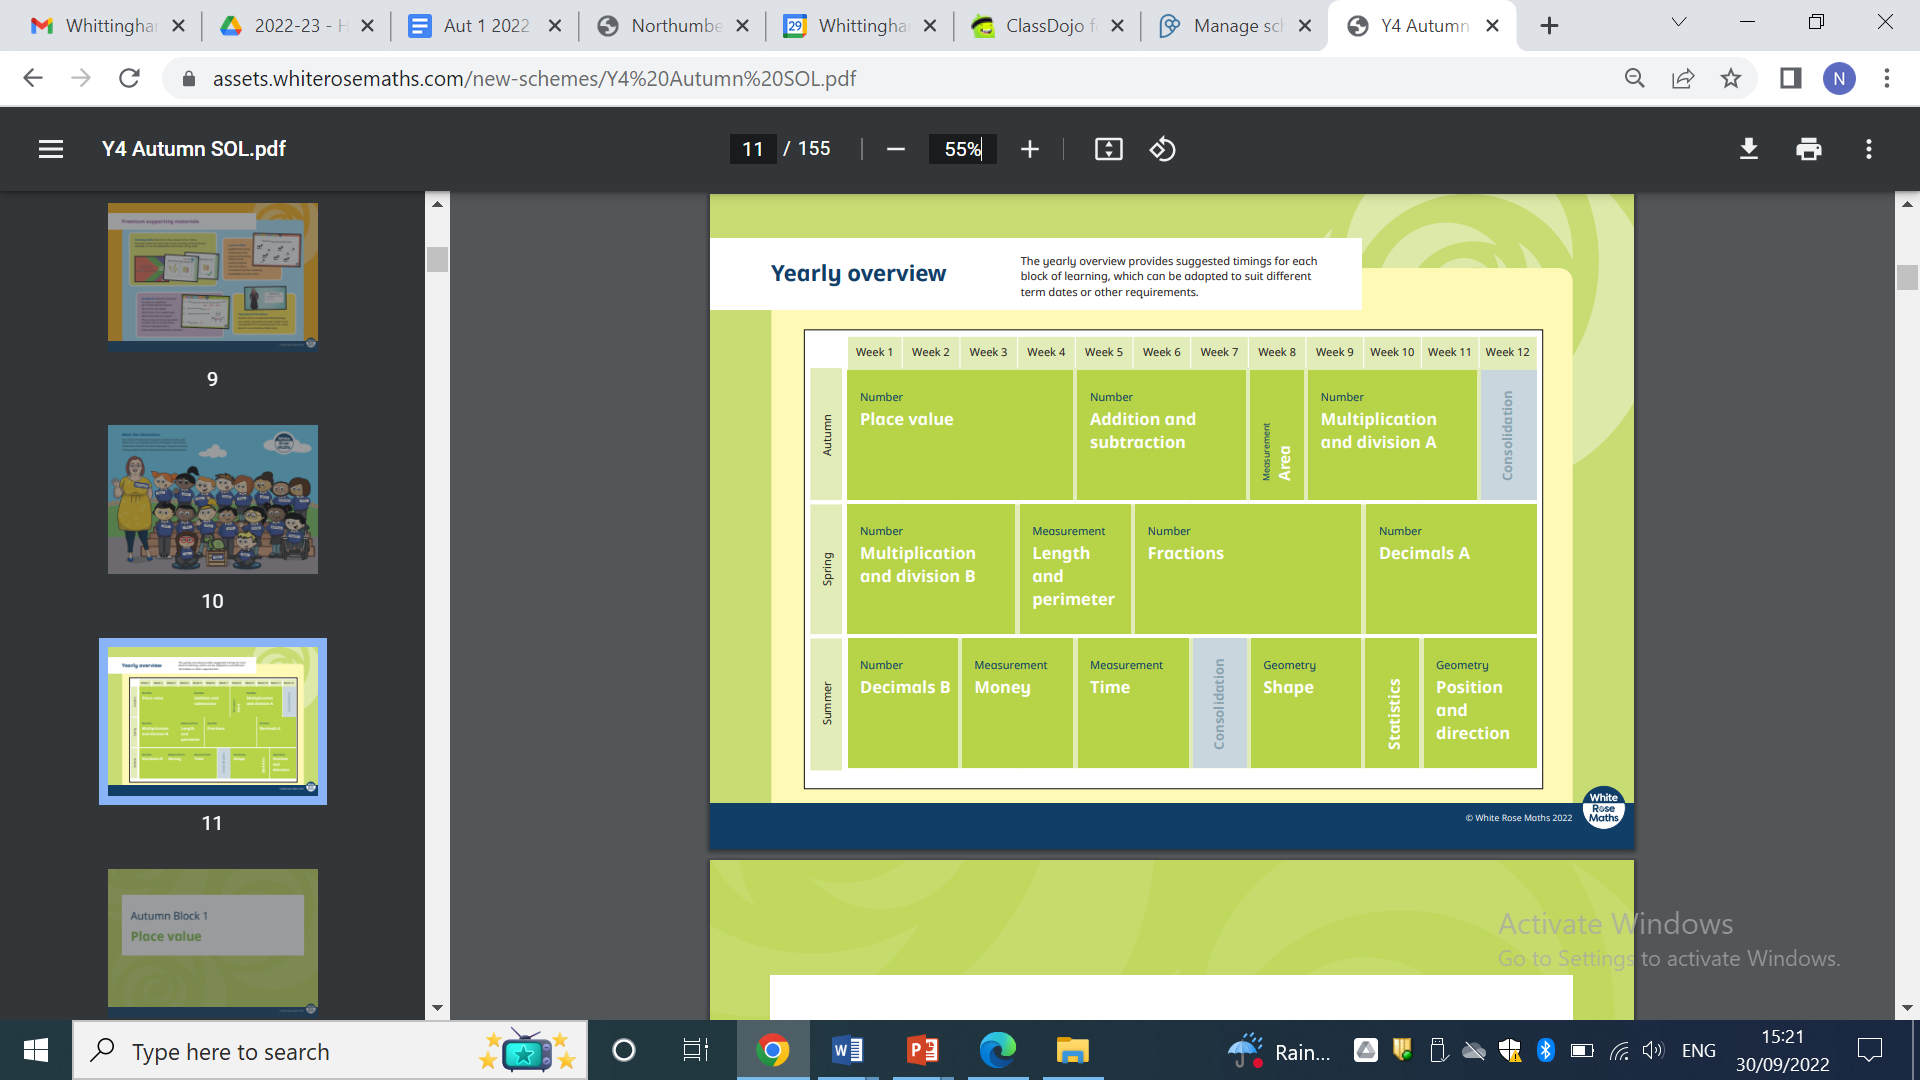 Whittinghar
2022-23 - H
Aut 1 2022
Northumbe
Whittinghar
ClassDojo f
Manage sch
Y4 Autumn
assets.whiterosemaths.com/new-schemes/Y4%20Autumn%20SOL.pdf
N
Y4 Autumn SOL.pdf
11 / 155
55%
Premium supporting materials
9
10
Yearly overview
11
Autumn Block 1
Place value
Yearly overview
The yearly overview provides suggested timings for each
block of learning, which can be adapted to suit different
term dates or other requirements.
Week 1 Week 2 Week 3 Week 4 Week 5 Week 6 Week 7 Week 8 Week 9 Week 10 Week 11 Week 12
Autumn
Number
Place value
Number
Addition and
subtraction
Measurement
Area
Number
Multiplication
and division A
Consolidation
Spring
Number
Multiplication
and division B
Measurement
Length
and
perimeter
Number
Fractions
Number
Decimals A
Summer
Number
Decimals B
Measurement
Money
Measurement
Time
Consolidation
Geometry
Shape
Statistics
Geometry
Position
and
direction
© White Rose Maths 2022
White
Rose
Maths
Activate Windows
Go to Settings to activate Windows.
Type here to search
Rain...
ENG
15:21
30/09/2022